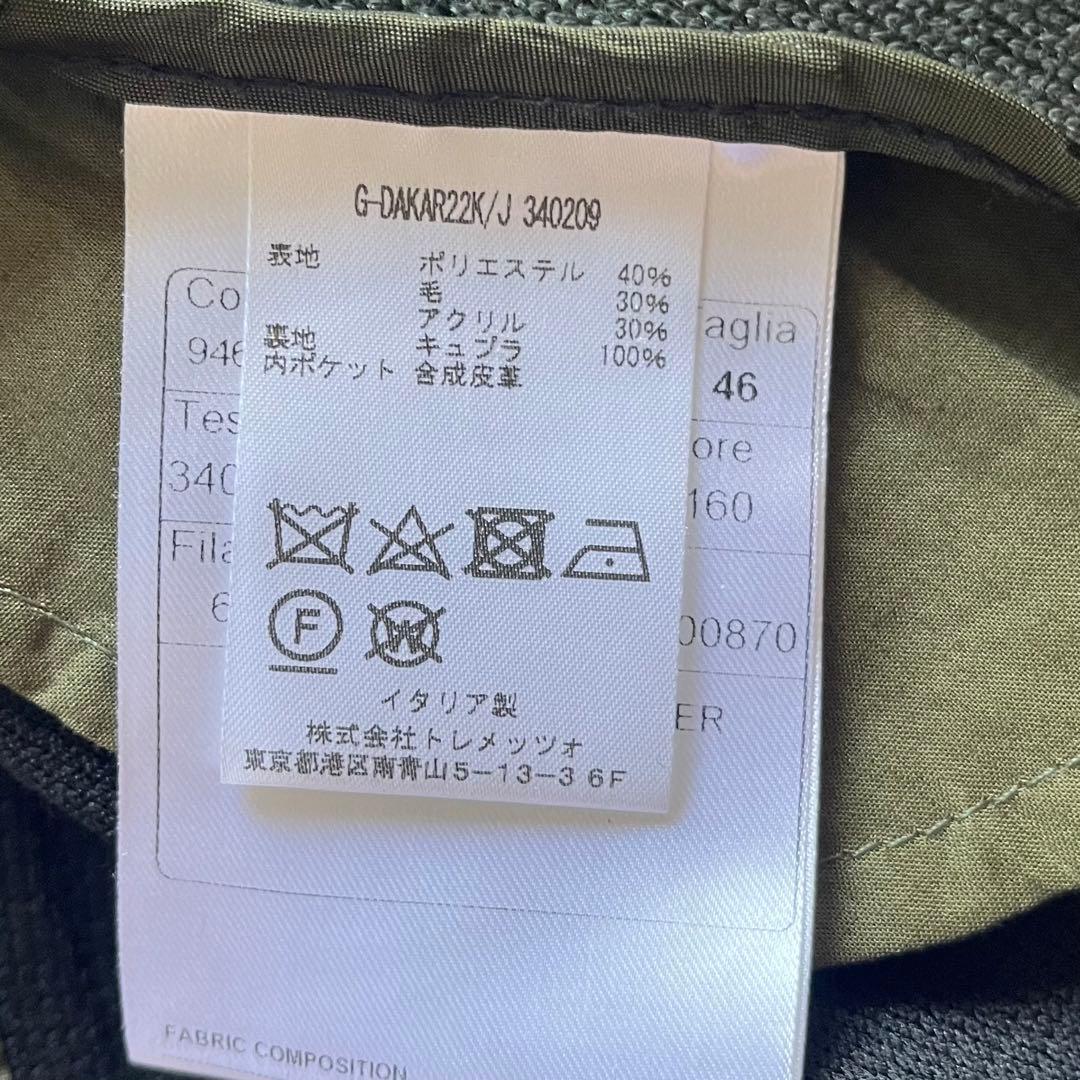 G-DAKAR22K/J 340209
表地 ポリエステル 40%
毛 30%
アクリル 30%
裏地 キュプラ 100%
内ポケット 合成皮革
F
W
イタリア製
株式会社トレメッツォ
東京都港区南青山5-13-3 6F
Co
946
aglia
46
Tes
340
ore
160
Fila
6
00870
ER
FABRIC COMPOSITION